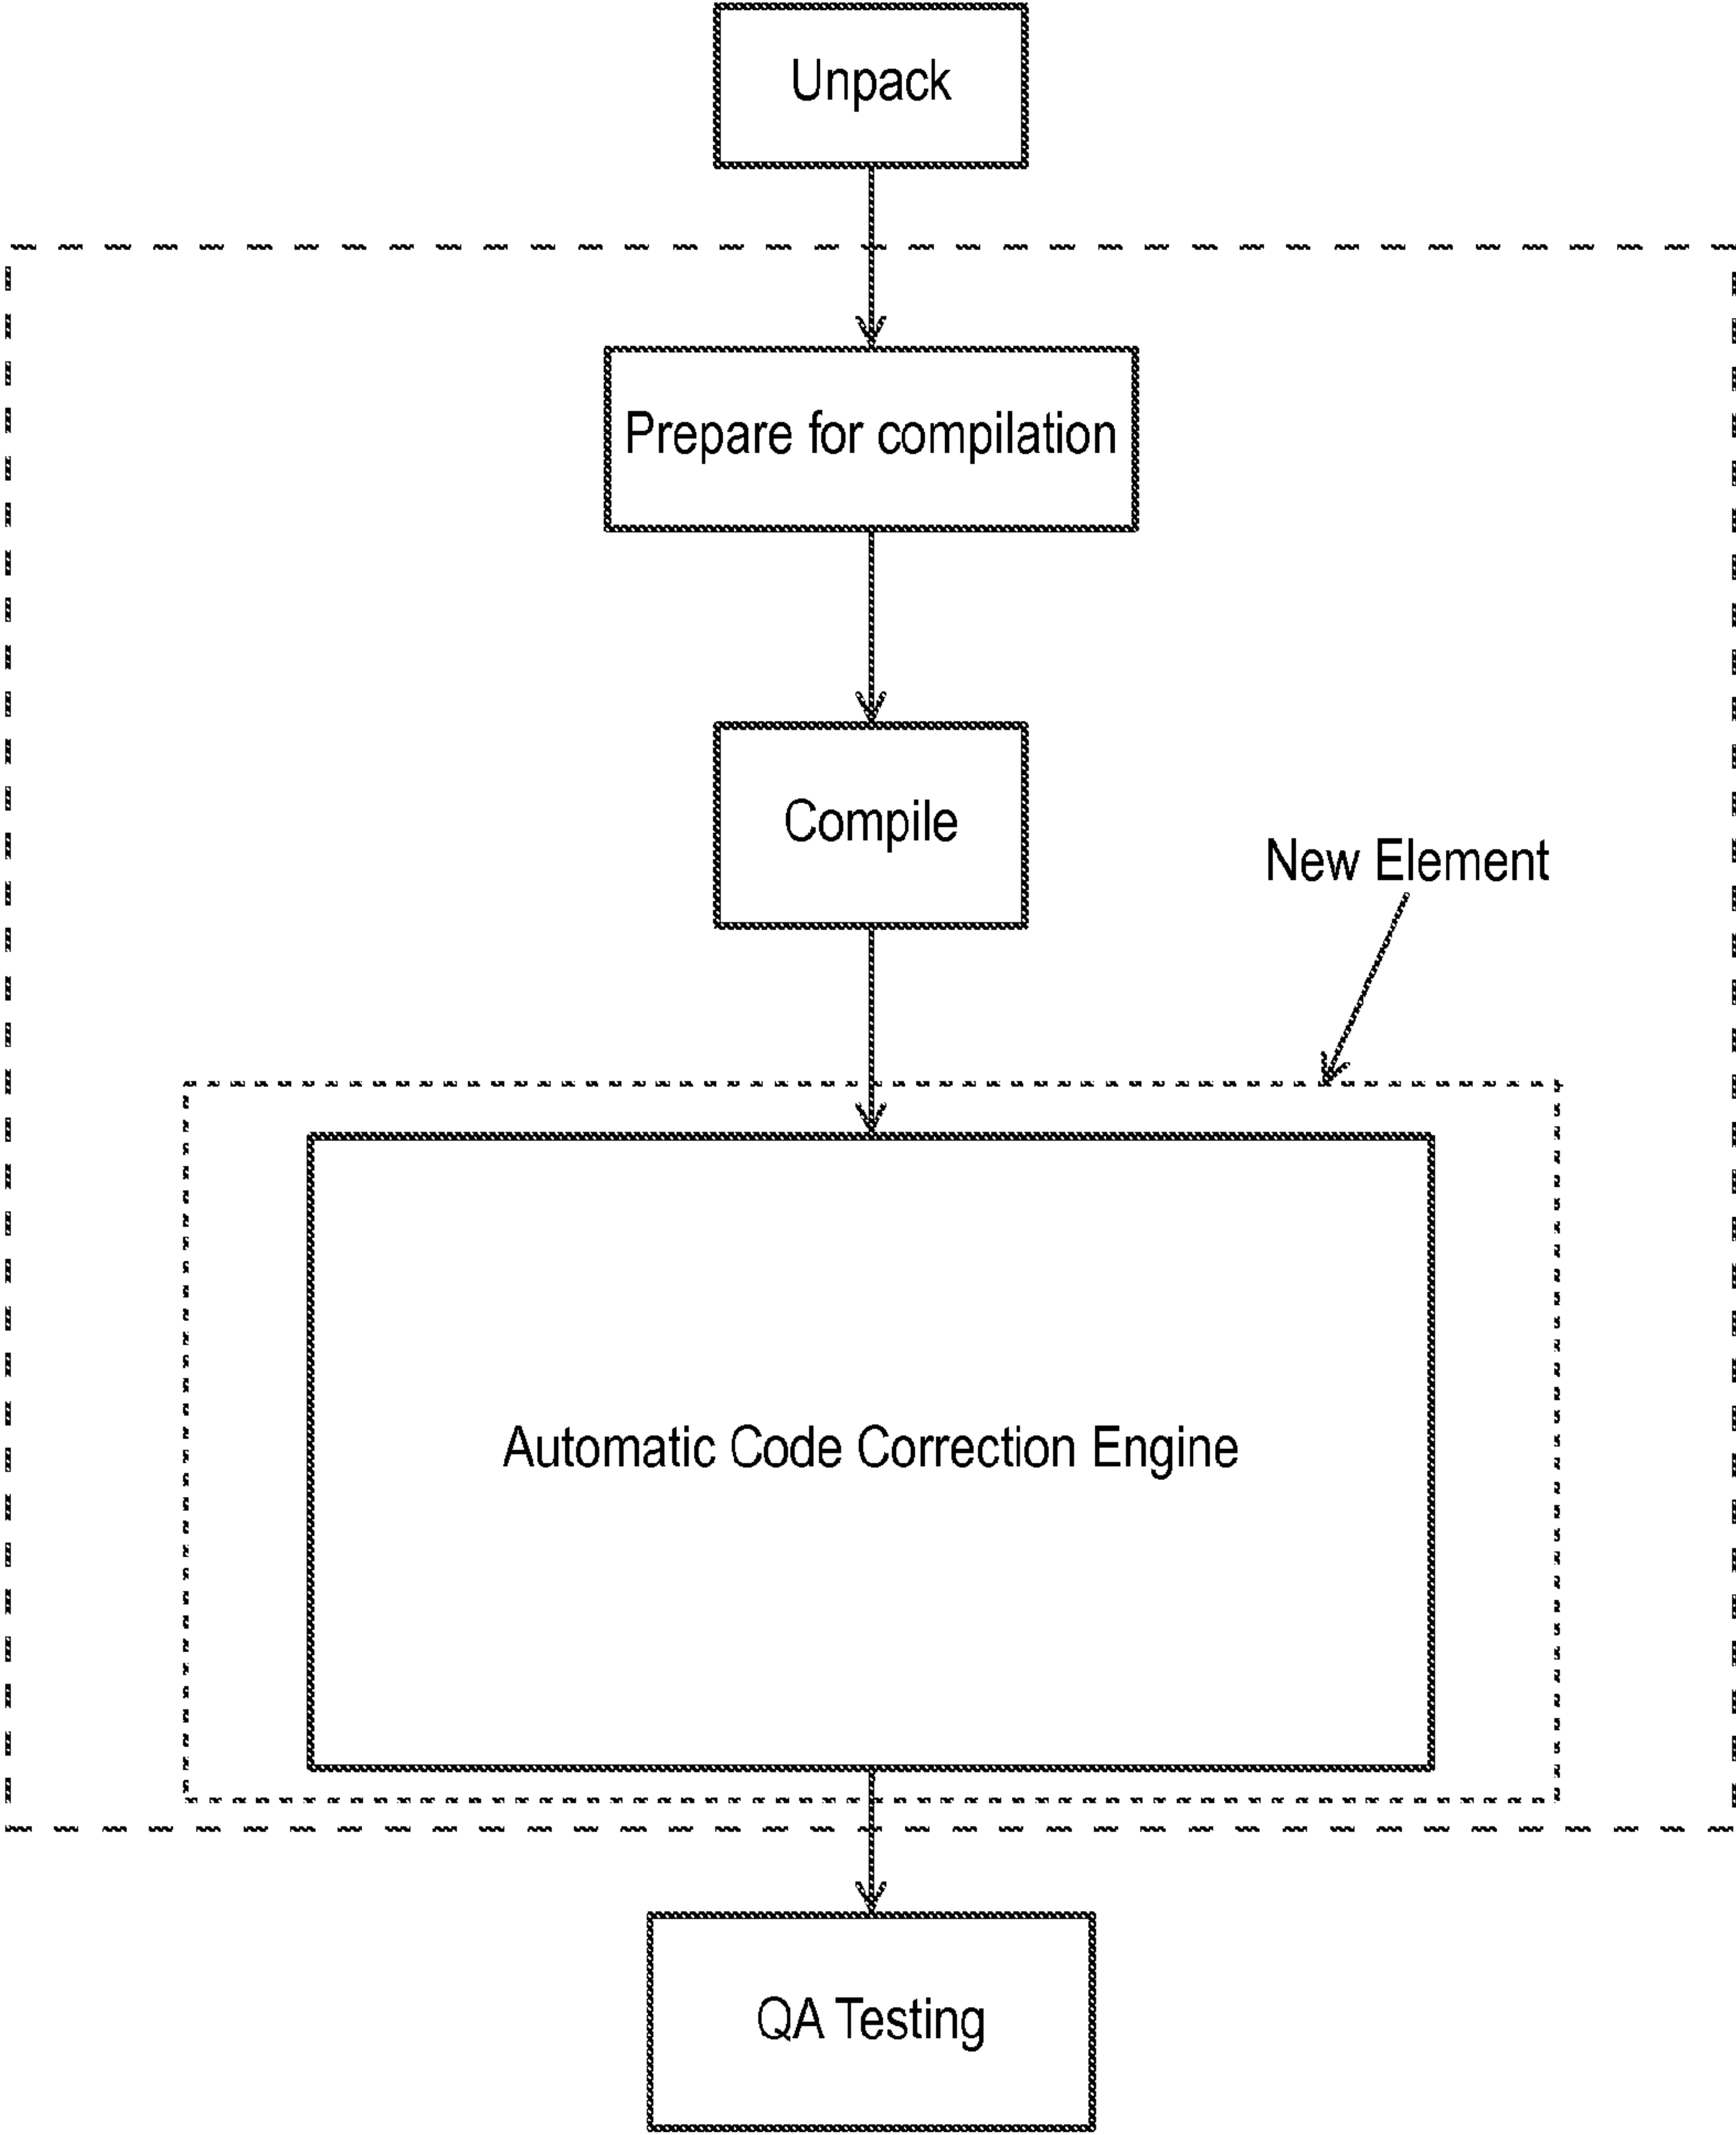 Unpack
Prepare for compilation
Compile
New Element
Automatic Code Correction Engine
QA Testing